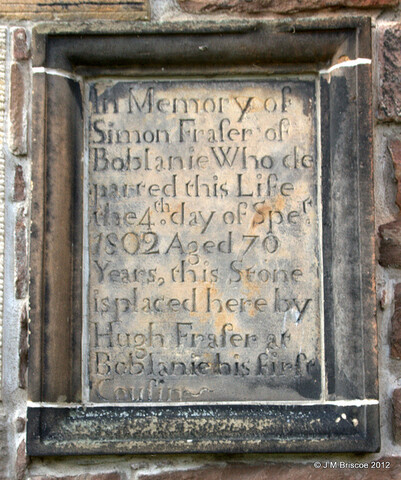 In Memory of
Simon Fraſer of
Boblanie Who de
parted this Life
the 4th. day of Sper.
1802 Aged 70
Years, this Stone
is placed here by
Hugh Fraſer at
Boblanie his firſt
Couſin
© J'M Briscoe 2012